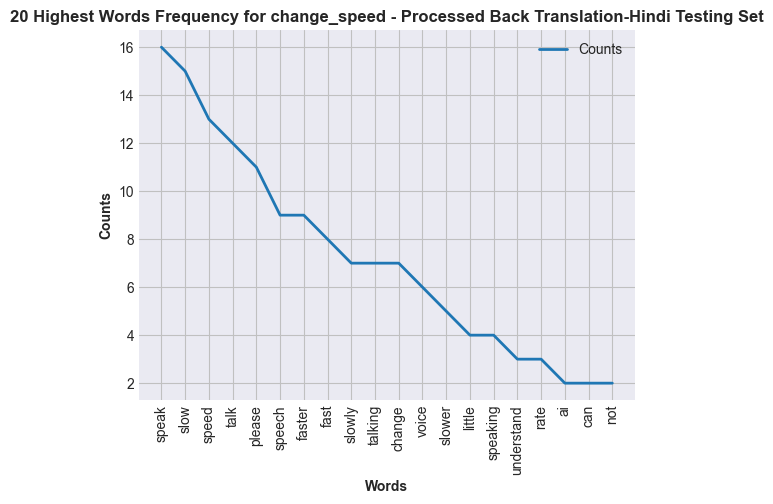 20 Highest Words Frequency for change_speed - Processed Back Translation-Hindi Testing Set
Counts
16
14
12
10
8
6
4
2
Counts
speak
slow
speed
talk
please
speech
faster
fast
slowly
talking
change
voice
slower
little
speaking
understand
rate
ai
can
not
Words